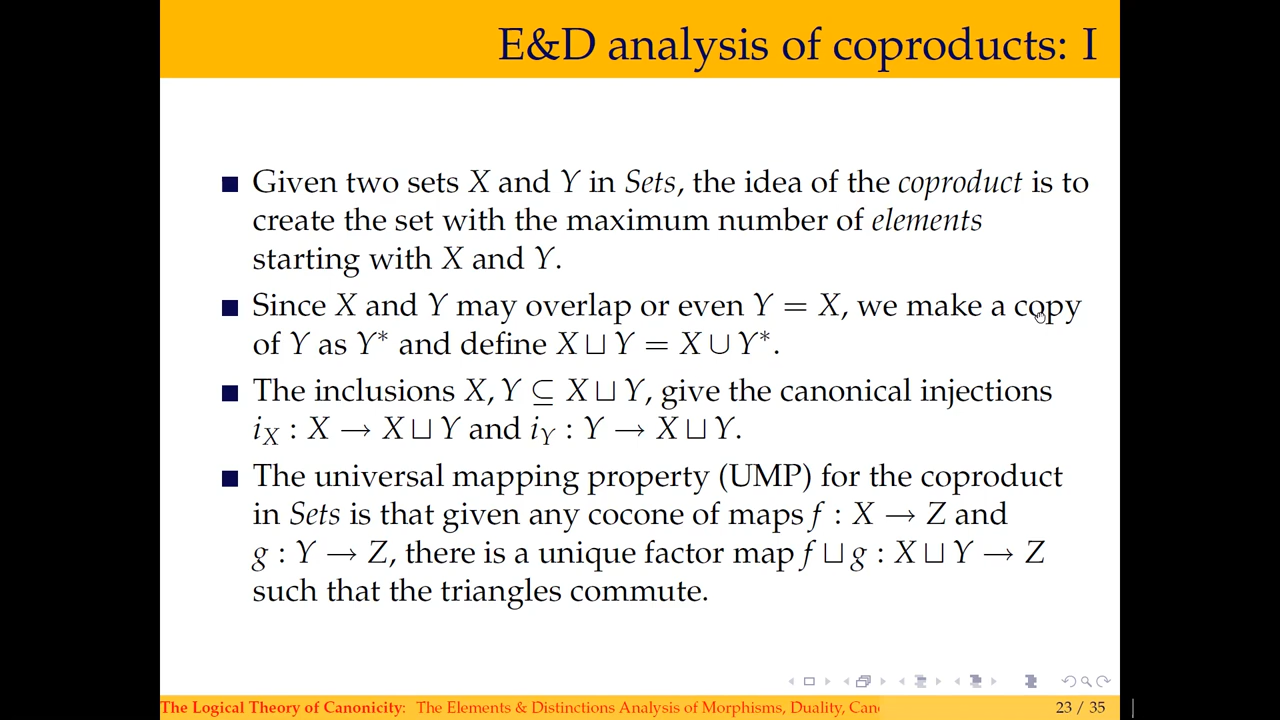 E&D analysis of coproducts: I
Given two sets X and Y in Sets, the idea of the coproduct is to
create the set with the maximum number of elements
starting with X and Y.
Since X and Y may overlap or even Y = X, we make a copy
of Y as Y* and define X ⊔ Y = X ∪ Y*.
The inclusions X, Y ⊆ X ⊔ Y, give the canonical injections
i_X : X → X ⊔ Y and i_Y : Y → X ⊔ Y.
The universal mapping property (UMP) for the coproduct
in Sets is that given any cocone of maps f : X → Z and
g : Y → Z, there is a unique factor map f ⊔ g : X ⊔ Y → Z
such that the triangles commute.
The Logical Theory of Canonicity: The Elements & Distinctions Analysis of Morphisms, Duality, Cano 23 / 35